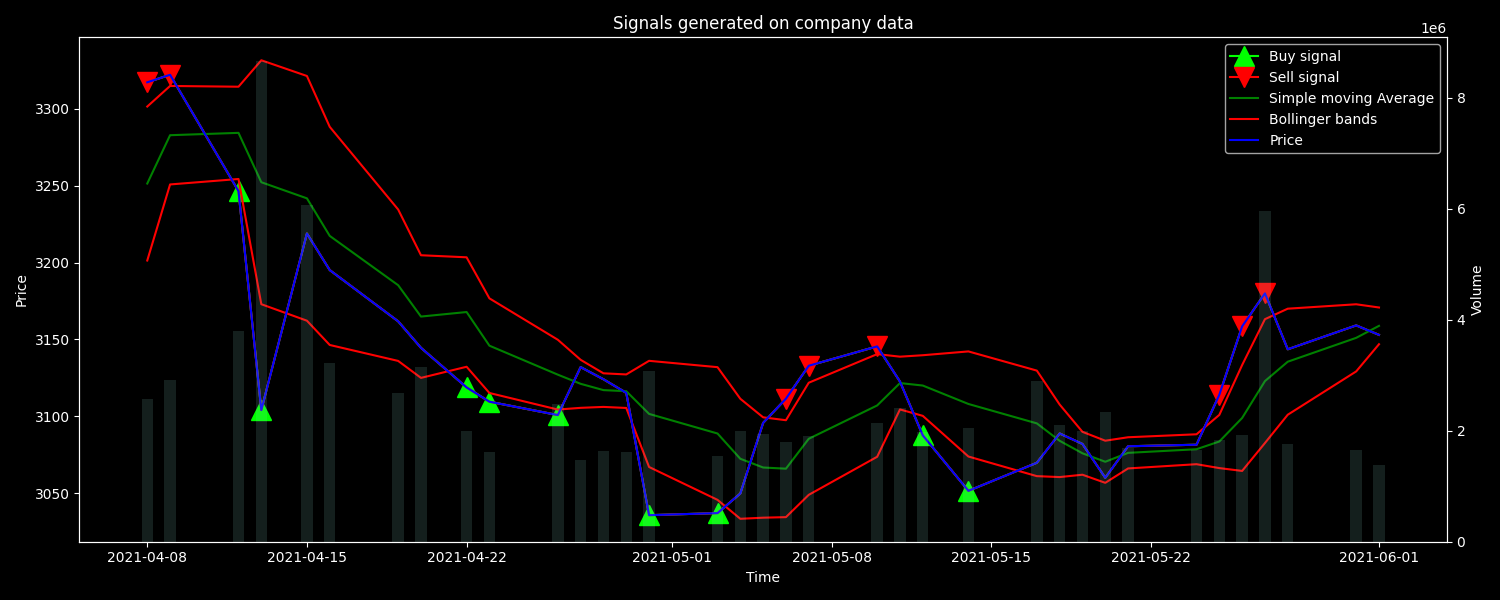 Signals generated on company data
1e6
Buy signal
Sell signal
Simple moving Average
Bollinger bands
Price
3300
3250
3200
3150
3100
3050
Price
8
6
4
2
0
Volume
2021-04-08
2021-04-15
2021-04-22
2021-05-01
2021-05-08
2021-05-15
2021-05-22
2021-06-01
Time